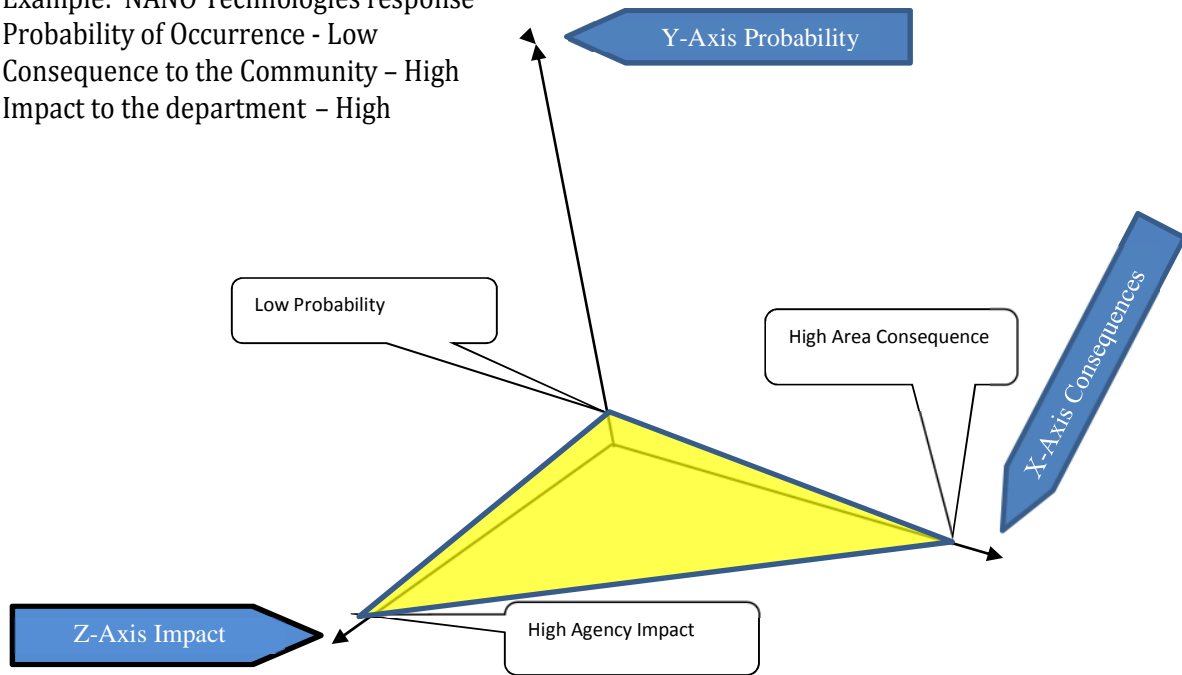 Example: NANO Technologies response
Probability of Occurrence - Low
Consequence to the Community – High
Impact to the department – High
Y-Axis Probability
Low Probability
High Area Consequence
X-Axis Consequences
Z-Axis Impact
High Agency Impact